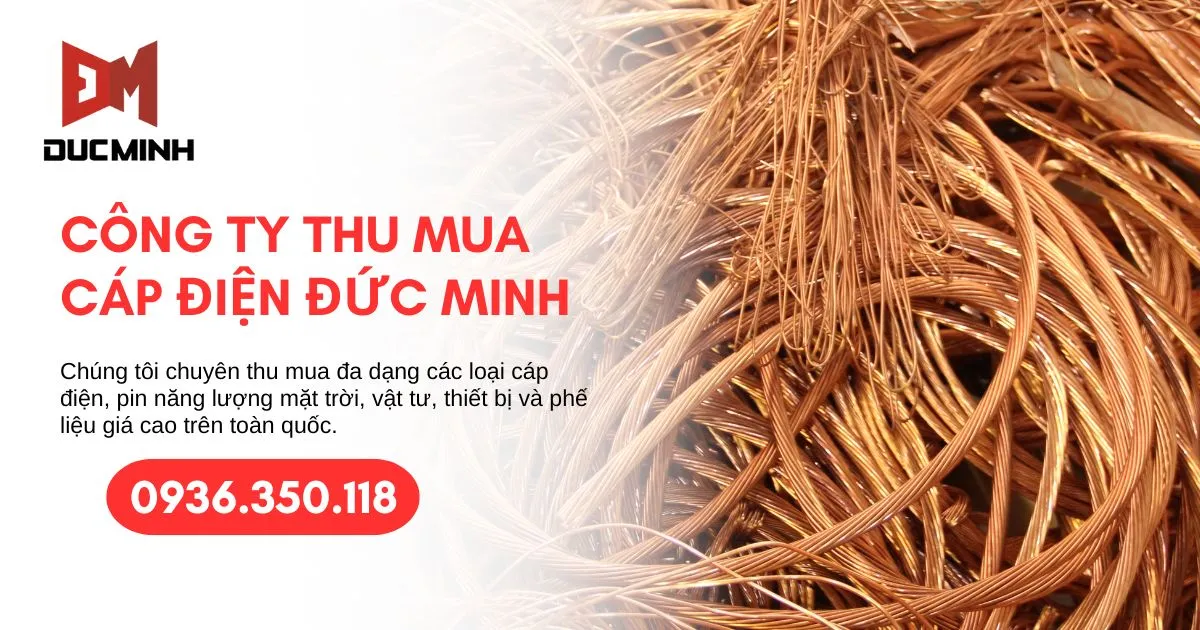 ĐM
DUCMINH
CÔNG TY THU MUA
CÁP ĐIỆN ĐỨC MINH
Chúng tôi chuyên thu mua đa dạng các loại cáp
điện, pin năng lượng mặt trời, vật tư, thiết bị và phế
liệu giá cao trên toàn quốc.
0936.350.118